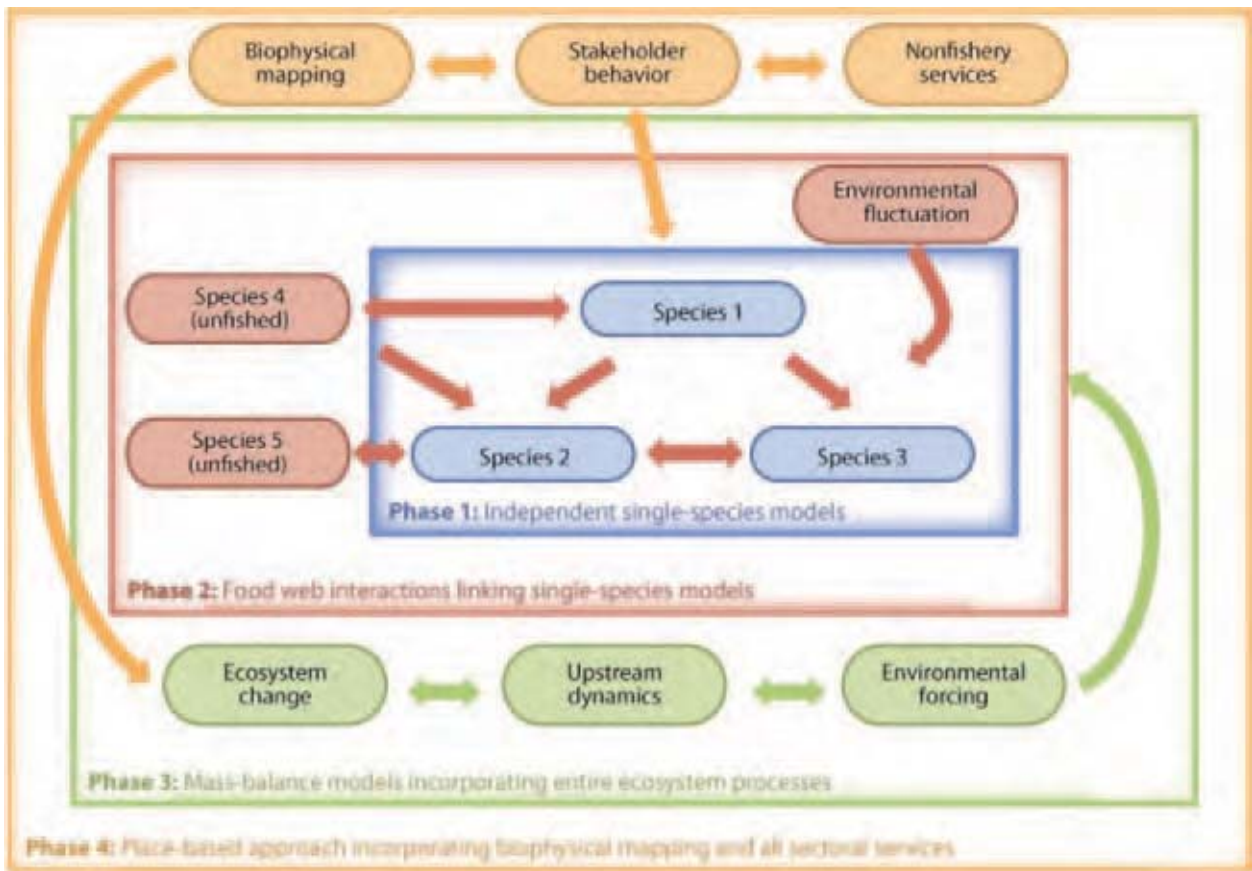 Biophysical
mapping
Stakeholder
behavior
Nonfishery
services
Environmental
fluctuation
Species 4
(unfished)
Species 1
Species 5
(unfished)
Species 2
Species 3
Phase 1: Independent single-species models
Phase 2: Food web interactions linking single-species models
Ecosystem
change
Upstream
dynamics
Environmental
forcing
Phase 3: Mass-balance models incorporating entire ecosystem processes
Phase 4: Place-based approach incorporating biophysical mapping and all sectoral services